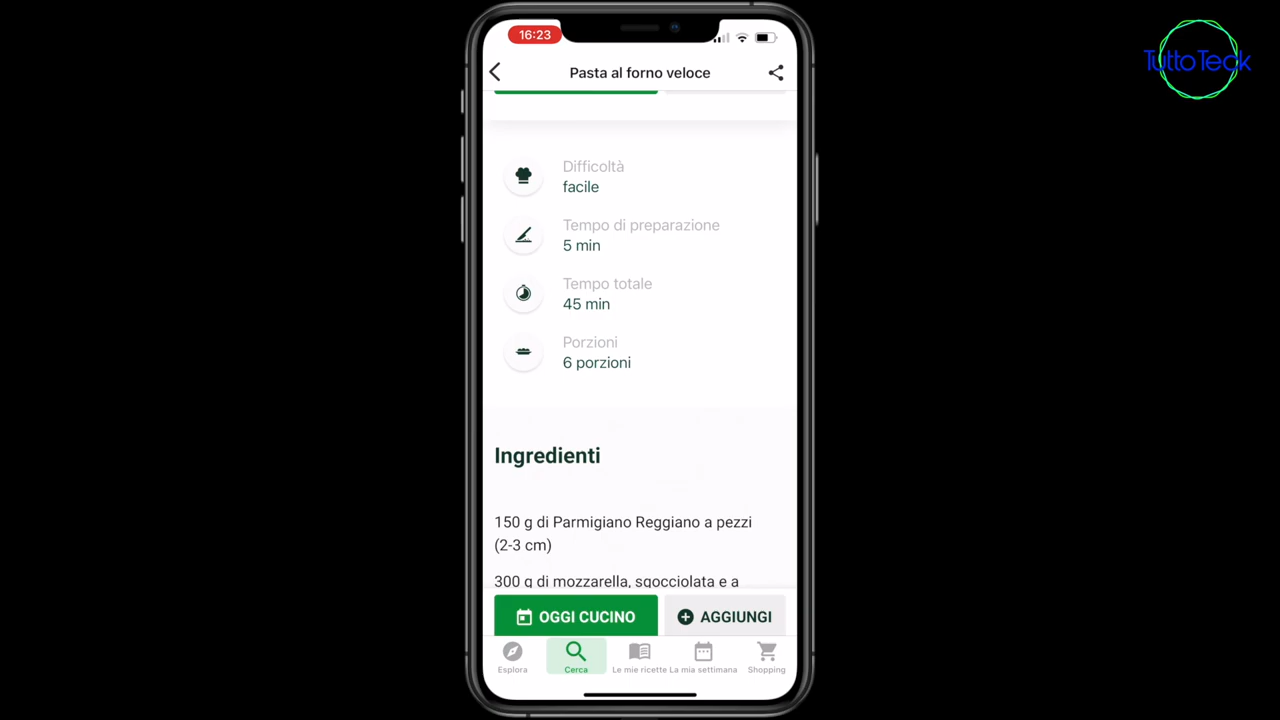 16:23
TuttoTeck
Pasta al forno veloce
Difficoltà
facile
Tempo di preparazione
5 min
Tempo totale
45 min
Porzioni
6 porzioni
Ingredienti
150 g di Parmigiano Reggiano a pezzi
(2-3 cm)
300 g di mozzarella, sgocciolata e a
OGGI CUCINO
AGGIUNGI
Esplora
Cerca
Le mie ricette
La mia settimana
Shopping